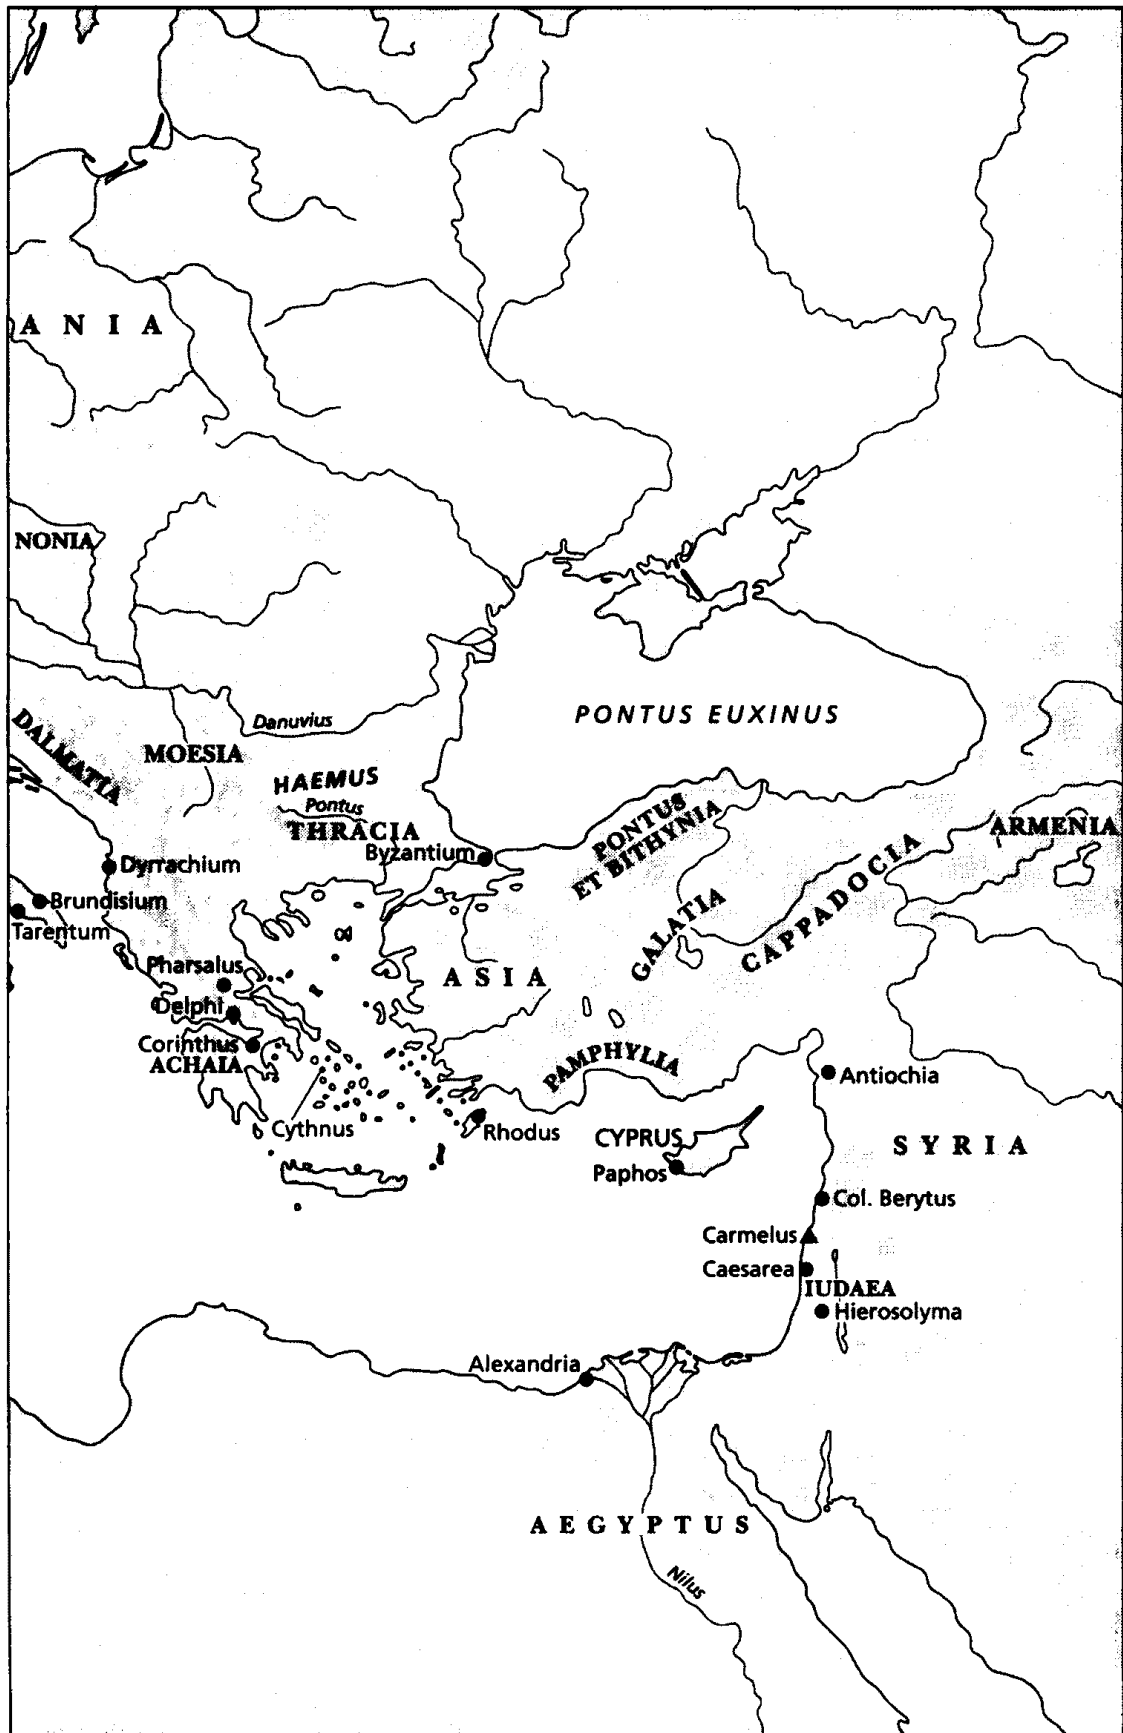 ANIA
NONIA
DALMATIA
MOESIA
Danuvius
PONTUS EUXINUS
HAEMUS
Pontus
THRACIA
Byzantium
PONTUS
ET BITHYNIA
ARMENIA
Dyrrachium
Brundisium
Tarentum
GALATIA
CAPPADOCIA
Pharsalus
ASIA
Delphi
Corinthus
ACHAIA
PAMPHYLIA
Antiochia
Cythnus
Rhodus
CYPRUS
Paphos
SYRIA
Col. Berytus
Carmelus
Caesarea
IUDAEA
Hierosolyma
Alexandria
AEGYPTUS
Nilus